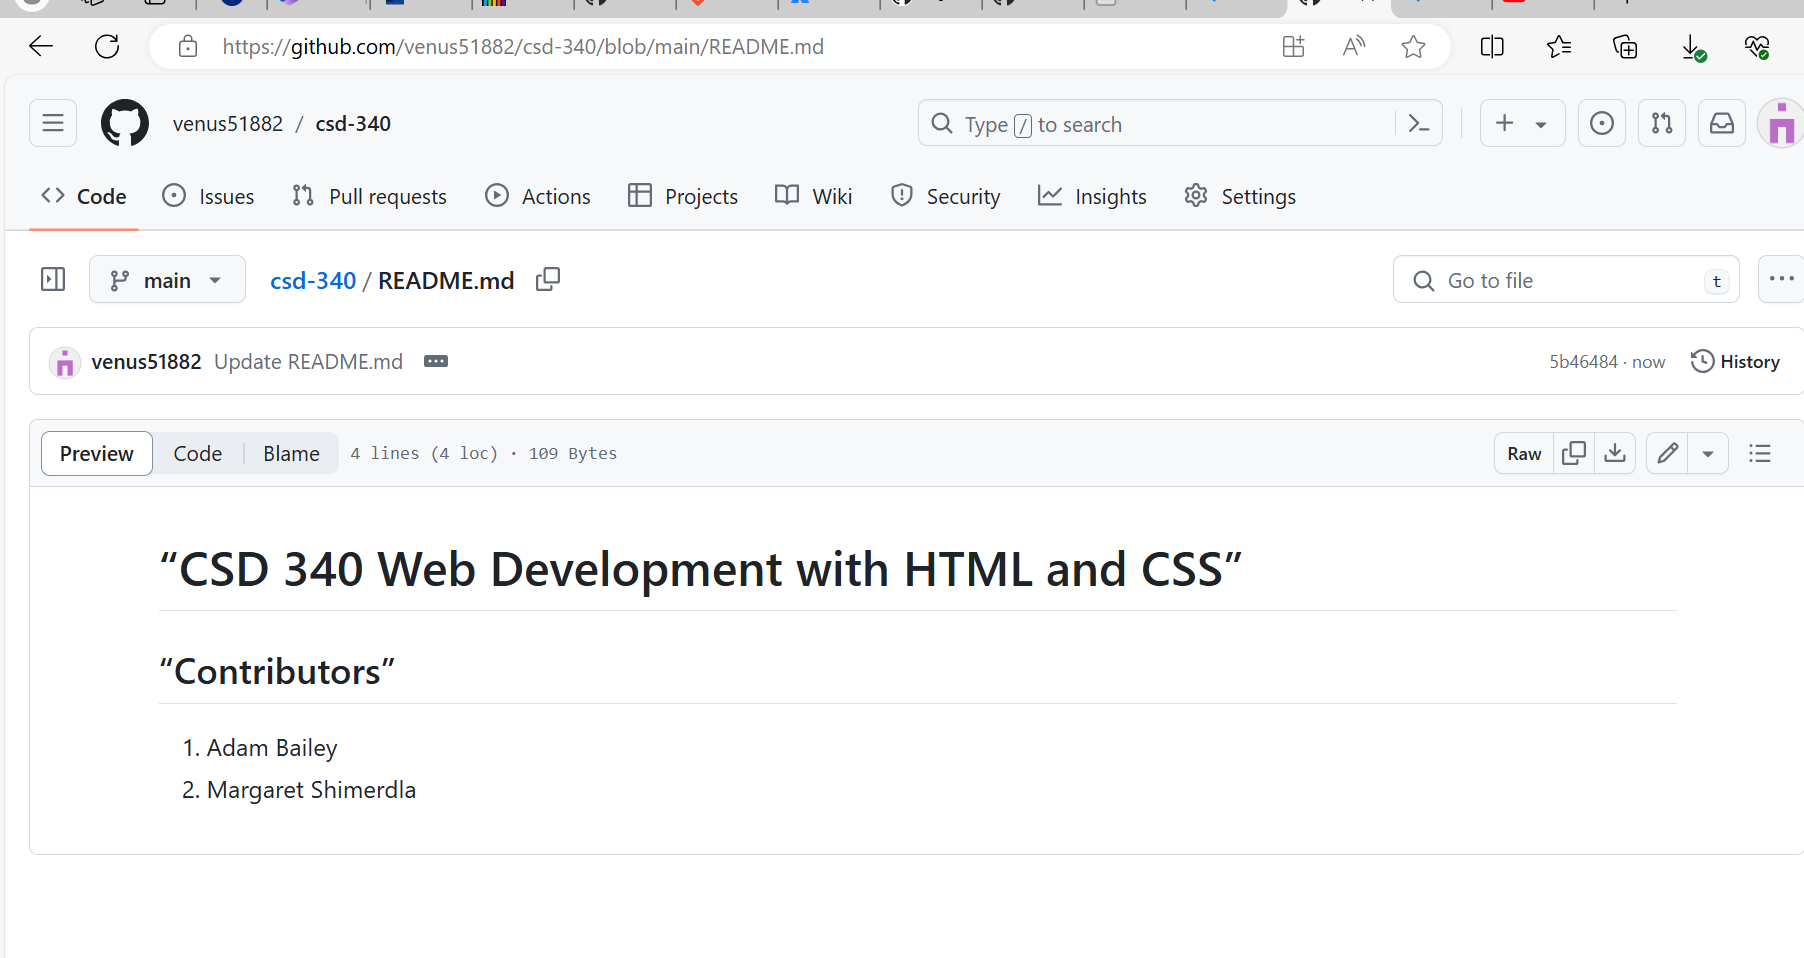 https://github.com/venus51882/csd-340/blob/main/README.md
venus51882 / csd-340
Type / to search
Code Issues Pull requests Actions Projects Wiki Security Insights Settings
main csd-340 / README.md Go to file t
venus51882 Update README.md 5b46484 · now History
Preview Code Blame 4 lines (4 loc) · 109 Bytes Raw
“CSD 340 Web Development with HTML and CSS”
“Contributors”
1. Adam Bailey
2. Margaret Shimerdla